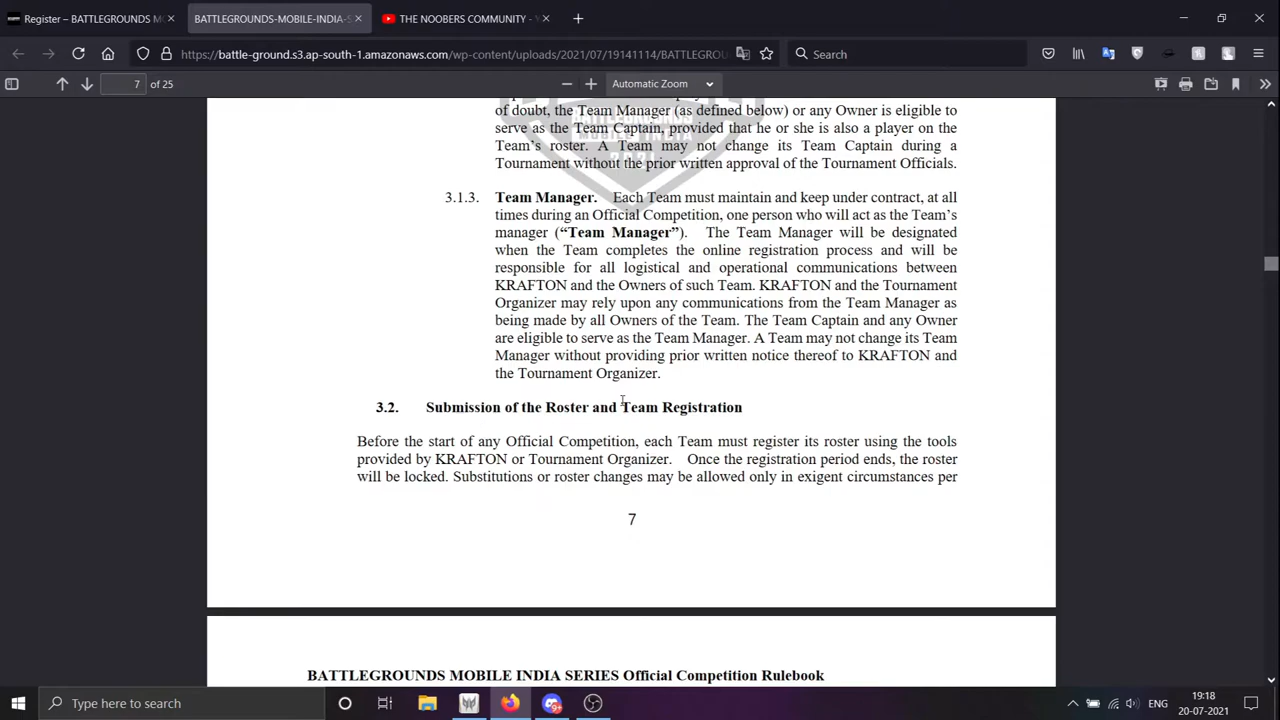 Register – BATTLEGROUNDS M
BATTLEGROUNDS-MOBILE-INDIA-S
THE NOOBERS COMMUNITY -
https://battle-ground.s3.ap-south-1.amazonaws.com/wp-content/uploads/2021/07/19141114/BATTLEGROU
Search
7 of 25
Automatic Zoom
of doubt, the Team Manager (as defined below) or any Owner is eligible to
serve as the Team Captain, provided that he or she is also a player on the
Team's roster. A Team may not change its Team Captain during a
Tournament without the prior written approval of the Tournament Officials.
BATTLEGROUNDS
MOBILE INDIA
2021
3.1.3. Team Manager. Each Team must maintain and keep under contract, at all
times during an Official Competition, one person who will act as the Team's
manager (“Team Manager”). The Team Manager will be designated
when the Team completes the online registration process and will be
responsible for all logistical and operational communications between
KRAFTON and the Owners of such Team. KRAFTON and the Tournament
Organizer may rely upon any communications from the Team Manager as
being made by all Owners of the Team. The Team Captain and any Owner
are eligible to serve as the Team Manager. A Team may not change its Team
Manager without providing prior written notice thereof to KRAFTON and
the Tournament Organizer.
3.2. Submission of the Roster and Team Registration
Before the start of any Official Competition, each Team must register its roster using the tools
provided by KRAFTON or Tournament Organizer. Once the registration period ends, the roster
will be locked. Substitutions or roster changes may be allowed only in exigent circumstances per
7
BATTLEGROUNDS MOBILE INDIA SERIES Official Competition Rulebook
Type here to search
ENG
19:18
20-07-2021